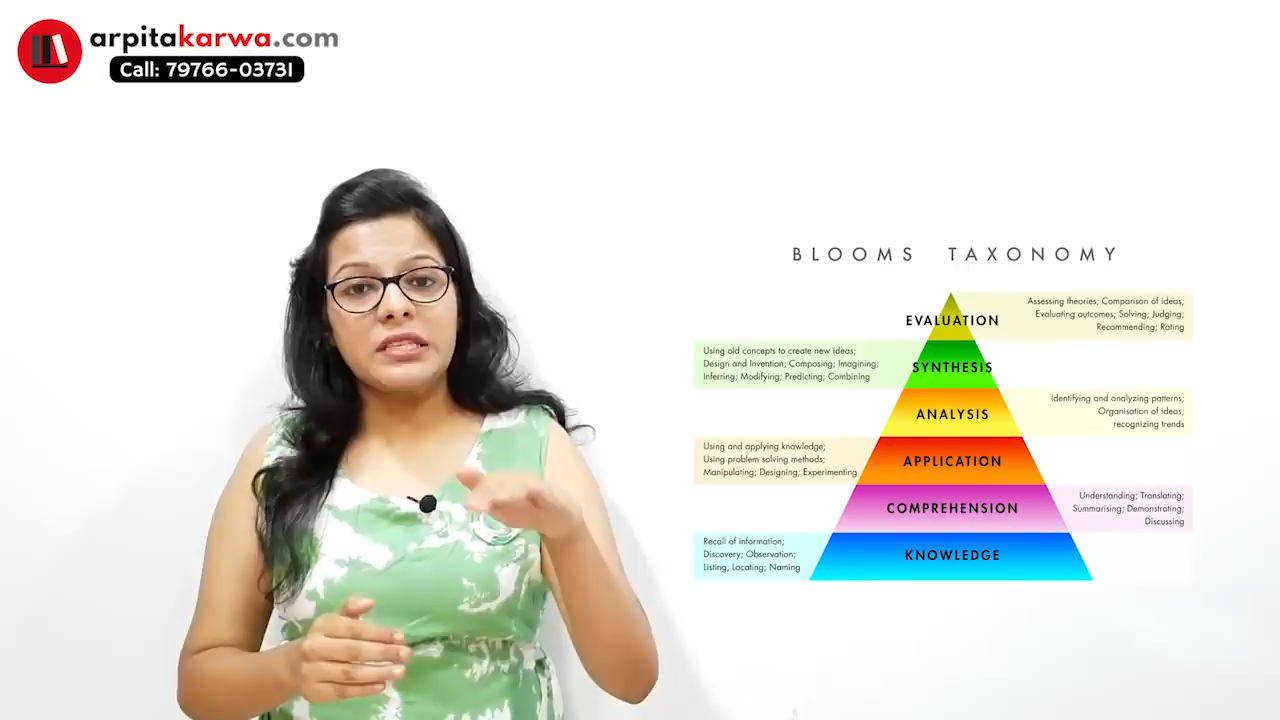 arpitakarwa.com
Call: 79766-03731
BLOOMS TAXONOMY
EVALUATION
Assessing theories; Comparison of ideas;
Evaluating outcomes; Solving; Judging;
Recommending; Rating
Using old concepts to create new ideas;
Design and Invention; Composing; Imagining;
Inferring; Modifying; Predicting; Combining
SYNTHESIS
ANALYSIS
Identifying and analyzing patterns;
Organisation of ideas;
recognizing trends
Using and applying knowledge;
Using problem solving methods;
Manipulating; Designing; Experimenting
APPLICATION
COMPREHENSION
Understanding; Translating;
Summarising; Demonstrating;
Discussing
Recall of information;
Discovery; Observation;
Listing; Locating; Naming
KNOWLEDGE